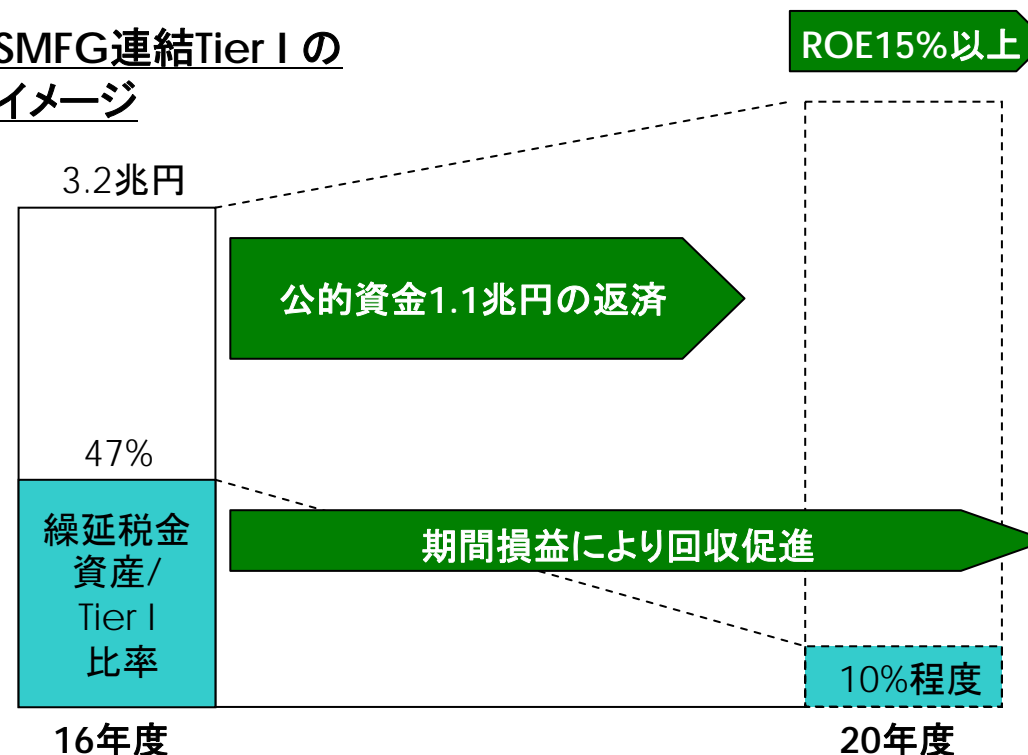 SMFG連結Tier I の
イメージ
ROE15%以上
3.2兆円
公的資金1.1兆円の返済
47%
繰延税金
資産/
Tier I
比率
期間損益により回収促進
10%程度
16年度
20年度